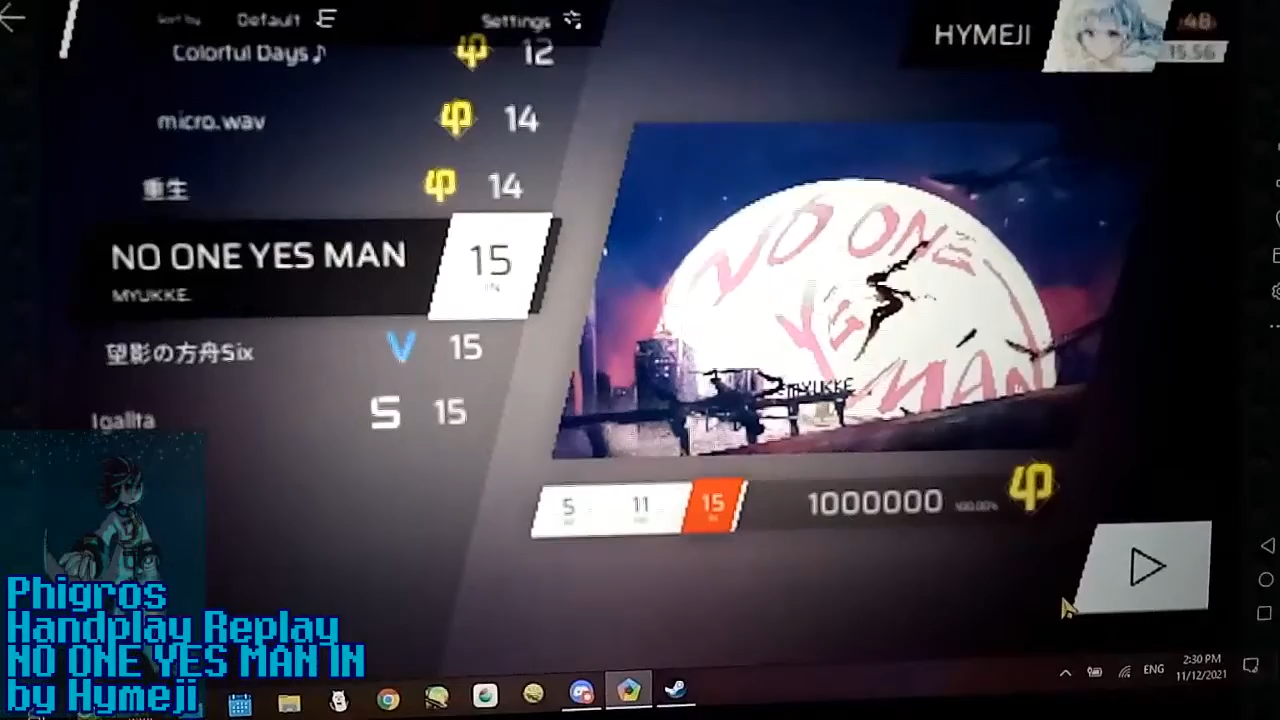 Sort by Default
Settings
HYMEJI
48
15.56
Colorful Days♪
12
micro.wav
14
重生
14
NO ONE YES MAN
MYUKKE.
15
IN
望影の方舟Six
V
15
Igallta
S
15
NO ONE
YES
MAN
MYUKKE
5
11
15
IN
1000000
100.00%
Phigros
Handplay Replay
NO ONE YES MAN IN
by Hymeji
ENG
2:30 PM
11/12/2021